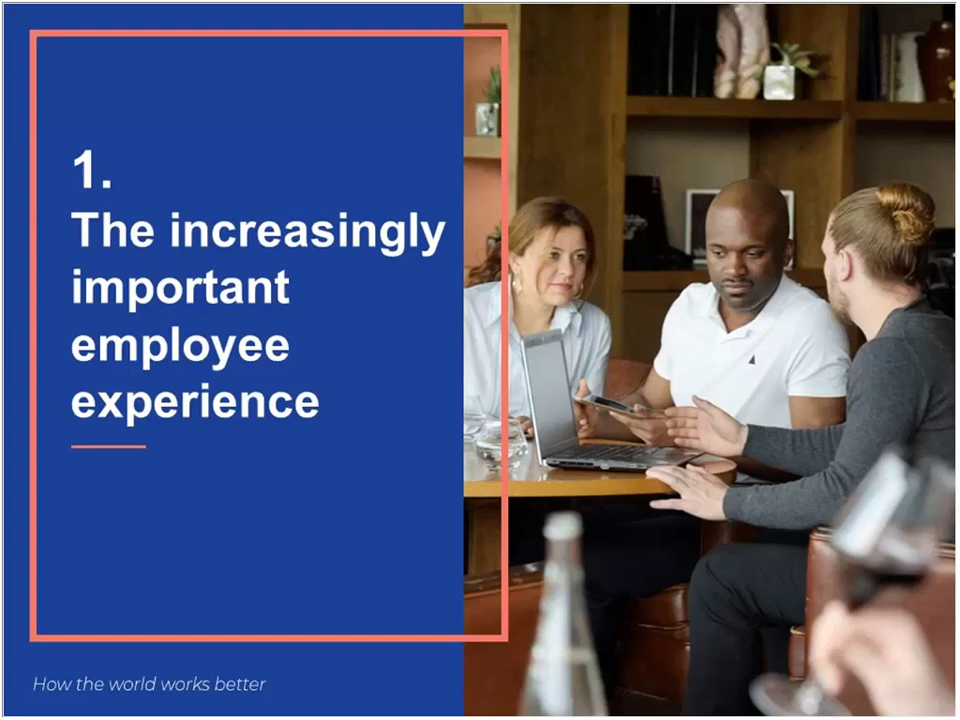 1.
The increasingly
important
employee
experience
How the world works better